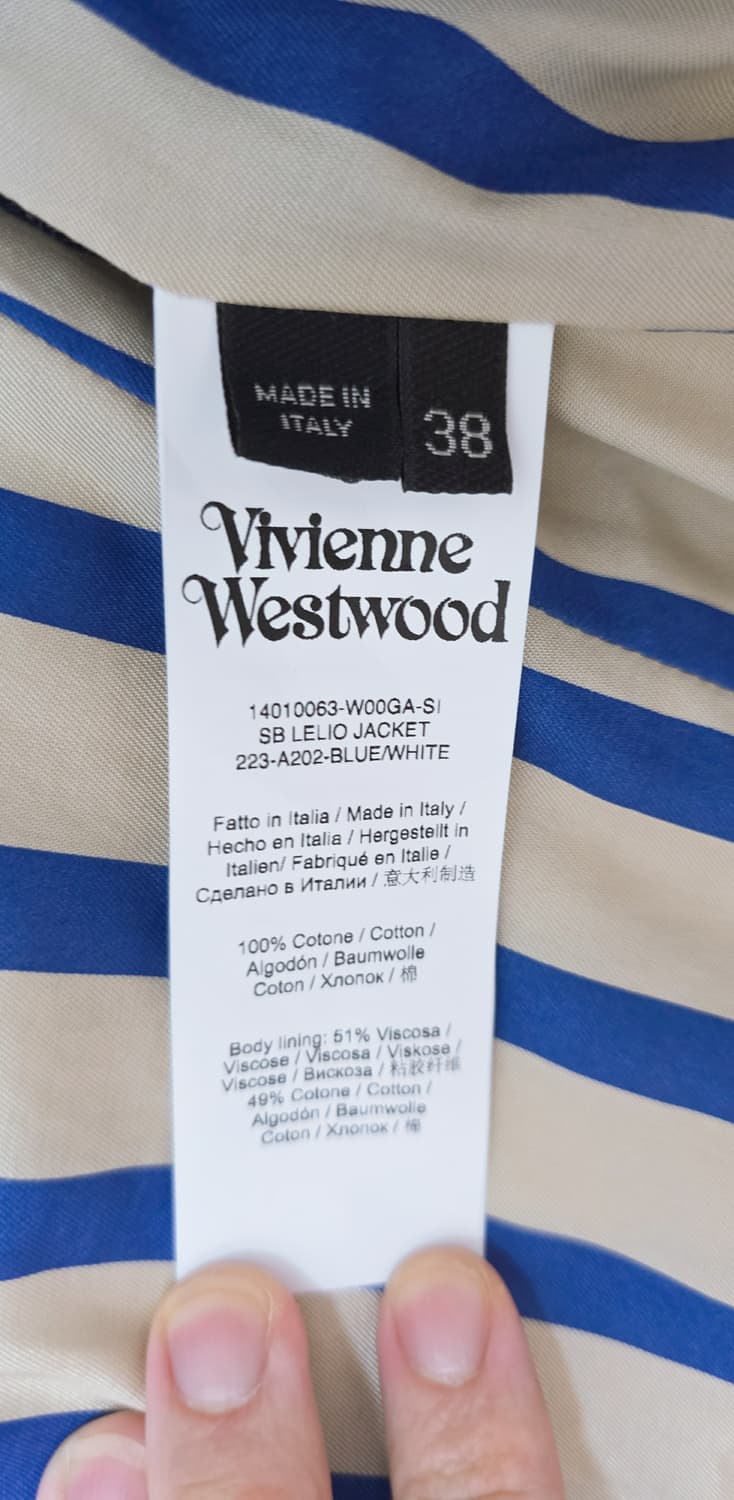 MADE IN
ITALY
38
Vivienne
Westwood
14010063-W00GA-SI
SB LELIO JACKET
223-A202-BLUE/WHITE
Fatto in Italia / Made in Italy /
Hecho en Italia / Hergestellt in
Italien/ Fabriqué en Italie /
Сделано в Италии / 意大利制造
100% Cotone / Cotton /
Algodón / Baumwolle
Coton / Хлопок / 棉
Body lining: 51% Viscosa /
Viscose / Viscosa / Viskose /
Viscose / Вискоза / 粘胶纤维
49% Cotone / Cotton /
Algodón / Baumwolle
Coton / Хлопок / 棉